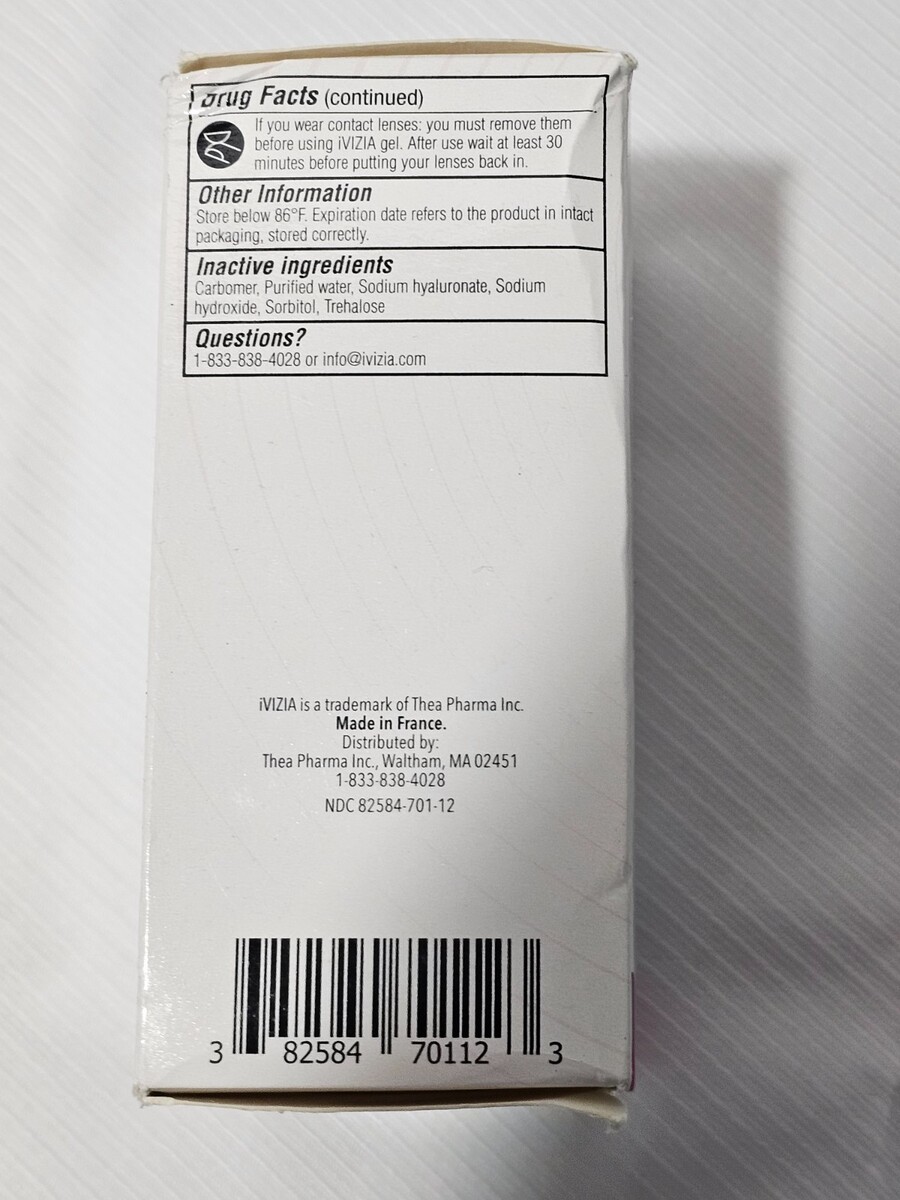 Drug Facts (continued)
If you wear contact lenses: you must remove them
before using iVIZIA gel. After use wait at least 30
minutes before putting your lenses back in.
Other Information
Store below 86°F. Expiration date refers to the product in intact
packaging, stored correctly.
Inactive ingredients
Carbomer, Purified water, Sodium hyaluronate, Sodium
hydroxide, Sorbitol, Trehalose
Questions?
1-833-838-4028 or info@ivizia.com
iVIZIA is a trademark of Thea Pharma Inc.
Made in France.
Distributed by:
Thea Pharma Inc., Waltham, MA 02451
1-833-838-4028
NDC 82584-701-12
3 82584 70112 3